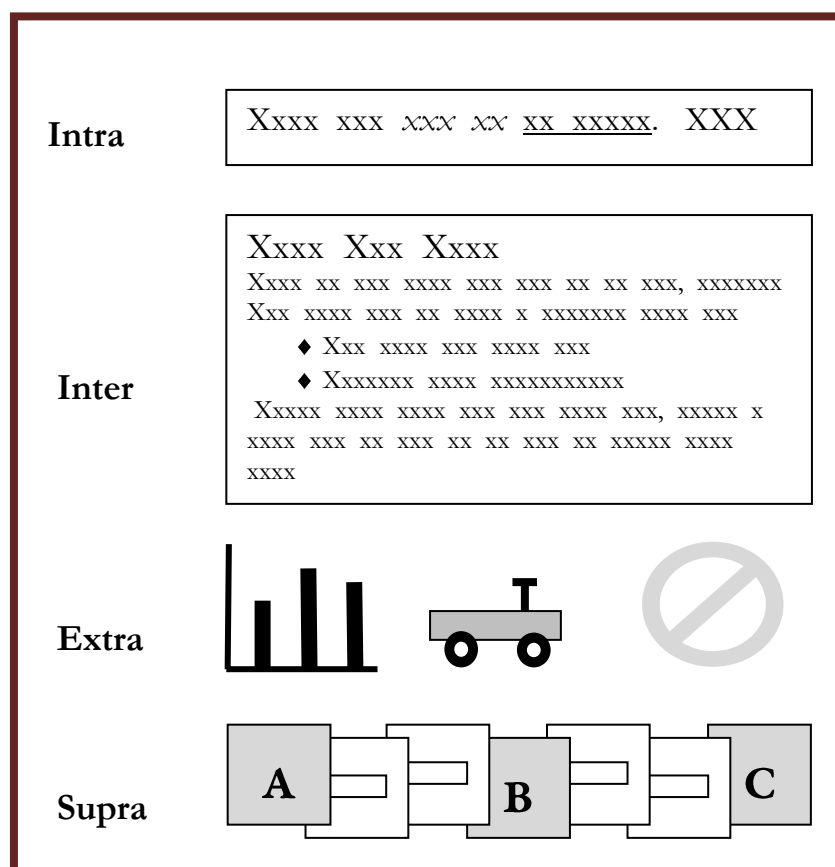 Intra
Xxxx xxx xxx xx xx xxxxx. XXX
Inter
Xxxx Xxx Xxxx
Xxxx xx xxx xxxx xxx xxx xx xx xxx, xxxxxxx
Xxx xxxx xxx xx xxxx x xxxxxxx xxxx xxx
♦ Xxx xxxx xxx xxxx xxx
♦ Xxxxxxx xxxx xxxxxxxxxxx
Xxxxx xxxx xxxx xxx xxx xxxx xxx, xxxxx x
xxxx xxx xx xxx xx xx xxx xx xxxxx xxxx
xxxx
Extra
Supra
A B C